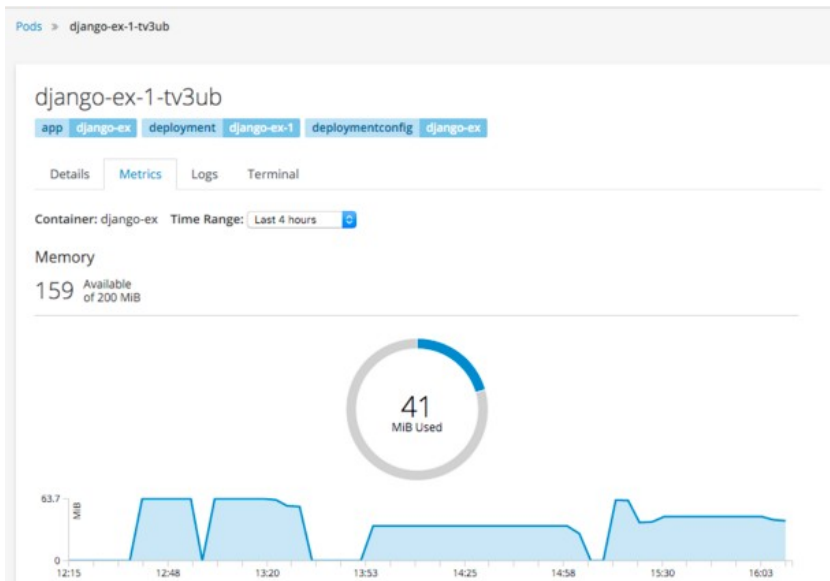 Pods » django-ex-1-tv3ub
django-ex-1-tv3ub
app django-ex deployment django-ex-1 deploymentconfig django-ex
Details Metrics Logs Terminal
Container: django-ex Time Range: Last 4 hours
Memory
159 Available
of 200 MiB
41
MiB Used
63.7
MiB
0
12:15 12:48 13:20 13:53 14:25 14:58 15:30 16:03